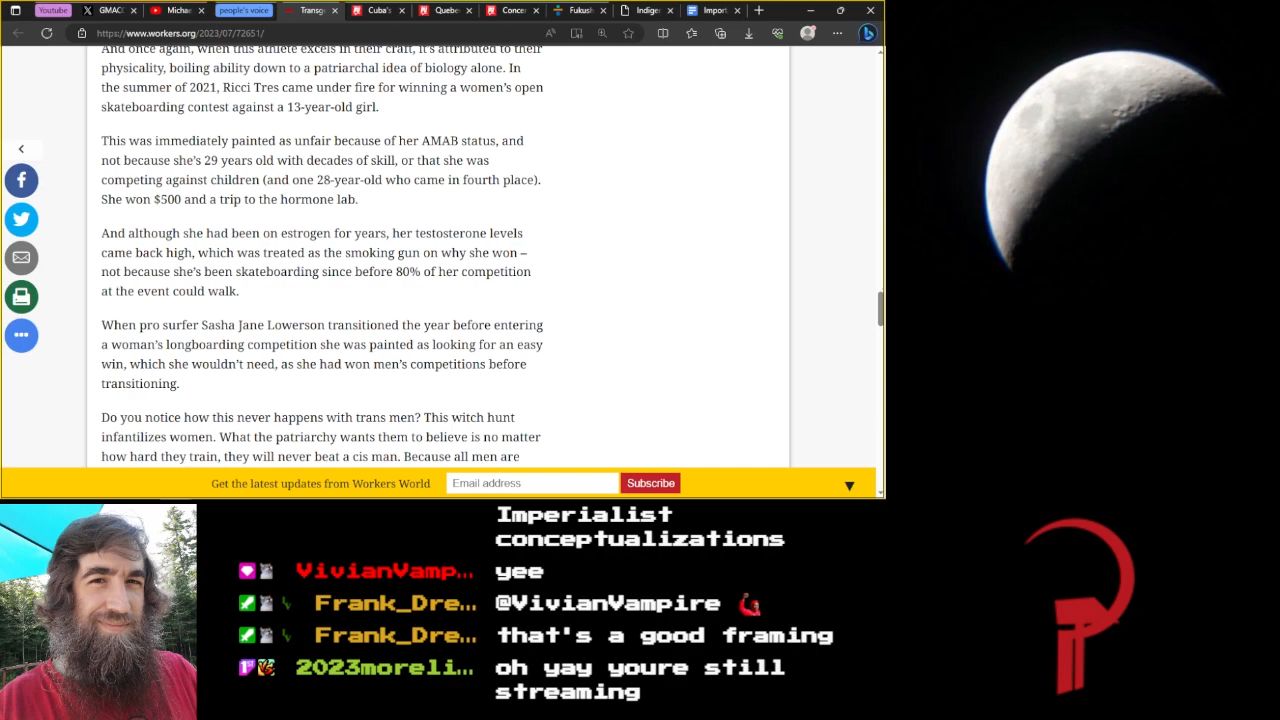 Youtube
GMACC
Michae
people's voice
Transg
Cuba's
Quebe
Concer
Fukush
Indiger
Import
https://www.workers.org/2023/07/72651/
And once again, when this athlete excels in their craft, it's attributed to their
physicality, boiling ability down to a patriarchal idea of biology alone. In
the summer of 2021, Ricci Tres came under fire for winning a women's open
skateboarding contest against a 13-year-old girl.
This was immediately painted as unfair because of her AMAB status, and
not because she's 29 years old with decades of skill, or that she was
competing against children (and one 28-year-old who came in fourth place).
She won $500 and a trip to the hormone lab.
And although she had been on estrogen for years, her testosterone levels
came back high, which was treated as the smoking gun on why she won –
not because she's been skateboarding since before 80% of her competition
at the event could walk.
When pro surfer Sasha Jane Lowerson transitioned the year before entering
a woman's longboarding competition she was painted as looking for an easy
win, which she wouldn't need, as she had won men's competitions before
transitioning.
Do you notice how this never happens with trans men? This witch hunt
infantilizes women. What the patriarchy wants them to believe is no matter
how hard they train, they will never beat a cis man. Because all men are
Get the latest updates from Workers World
Email address
Subscribe
Imperialist
conceptualizations
VivianVamp... yee
Frank_Dre... @VivianVampire
Frank_Dre... that's a good framing
2023moreli... oh yay youre still
streaming